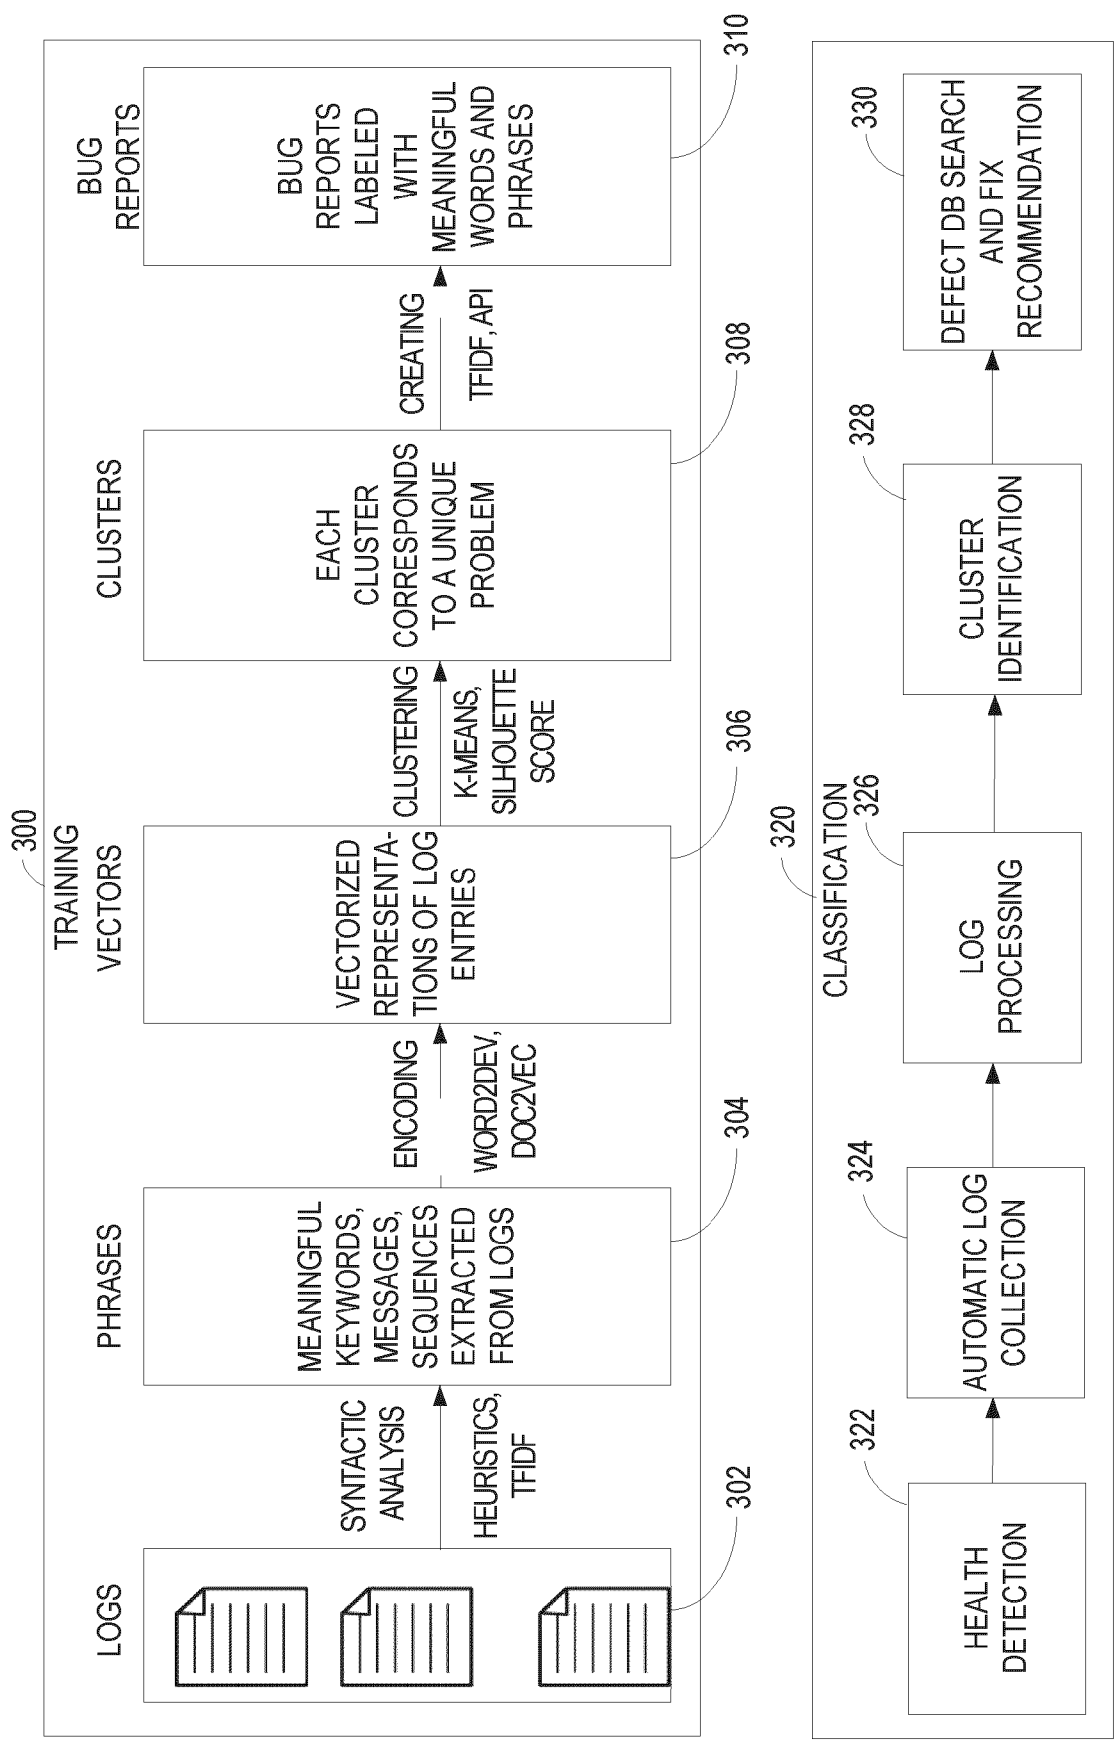 300
TRAINING
LOGS
302
SYNTACTIC
ANALYSIS
HEURISTICS,
TFIDF
PHRASES
MEANINGFUL
KEYWORDS,
MESSAGES,
SEQUENCES
EXTRACTED
FROM LOGS
304
ENCODING
WORD2DEV,
DOC2VEC
VECTORS
VECTORIZED
REPRESENTA-
TIONS OF LOG
ENTRIES
306
CLUSTERING
K-MEANS,
SILHOUETTE
SCORE
CLUSTERS
EACH
CLUSTER
CORRESPONDS
TO A UNIQUE
PROBLEM
308
CREATING
TFIDF, API
BUG
REPORTS
BUG
REPORTS
LABELED
WITH
MEANINGFUL
WORDS AND
PHRASES
310
320
CLASSIFICATION
322
HEALTH
DETECTION
324
AUTOMATIC LOG
COLLECTION
326
LOG
PROCESSING
328
CLUSTER
IDENTIFICATION
330
DEFECT DB SEARCH
AND FIX
RECOMMENDATION